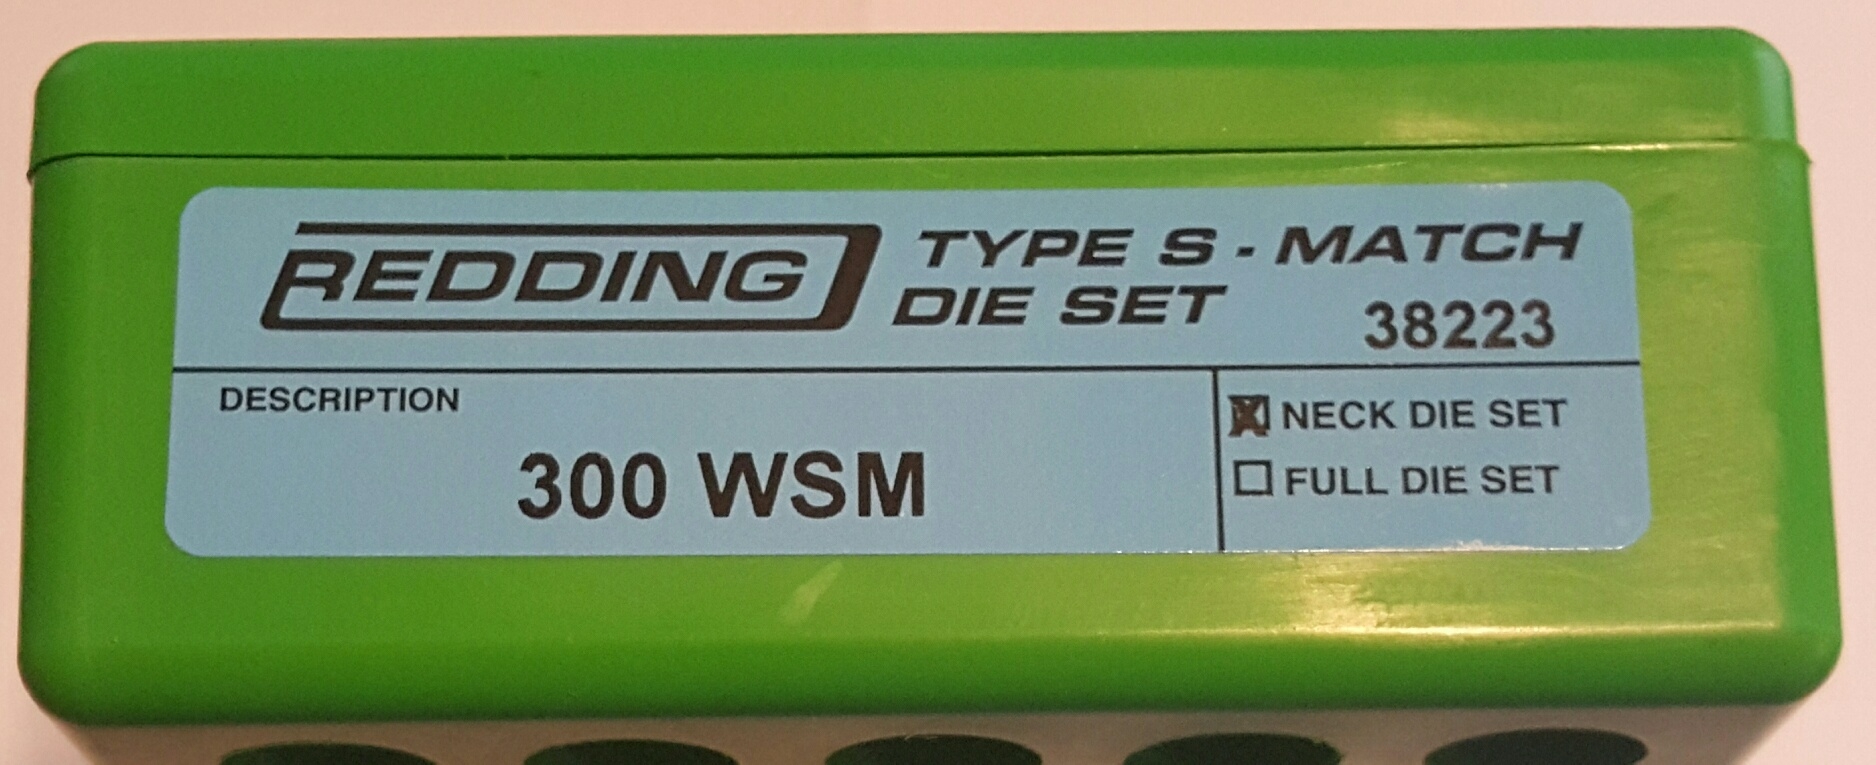 REDDING
TYPE S - MATCH
DIE SET
38223
DESCRIPTION
300 WSM
NECK DIE SET
FULL DIE SET